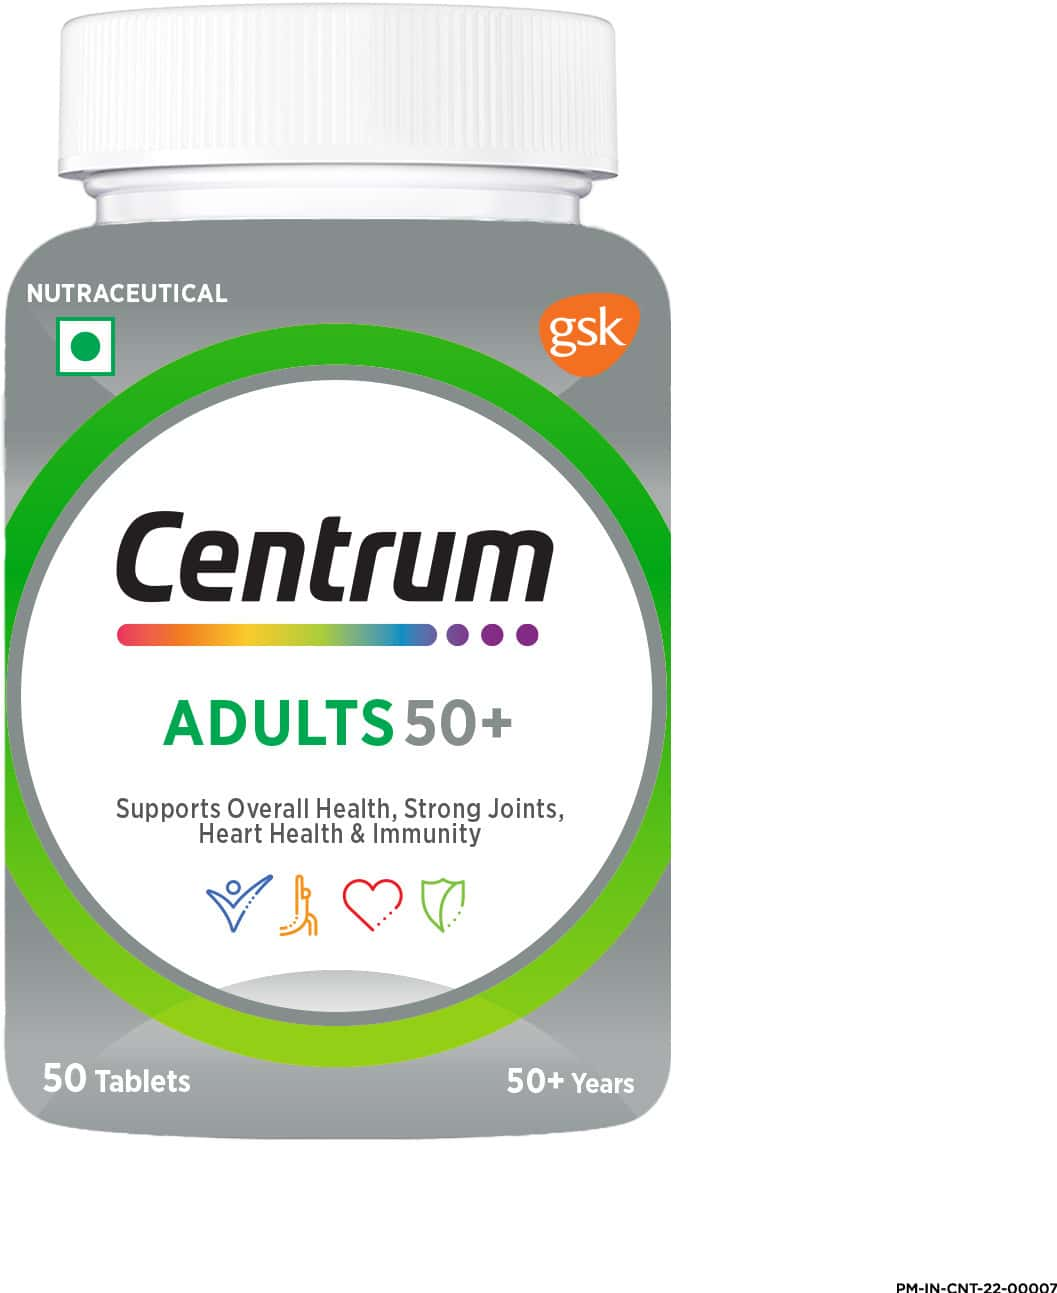 NUTRACEUTICAL
gsk
Centrum
ADULTS 50+
Supports Overall Health, Strong Joints,
Heart Health & Immunity
50 Tablets
50+ Years
PM-IN-CNT-22-00007